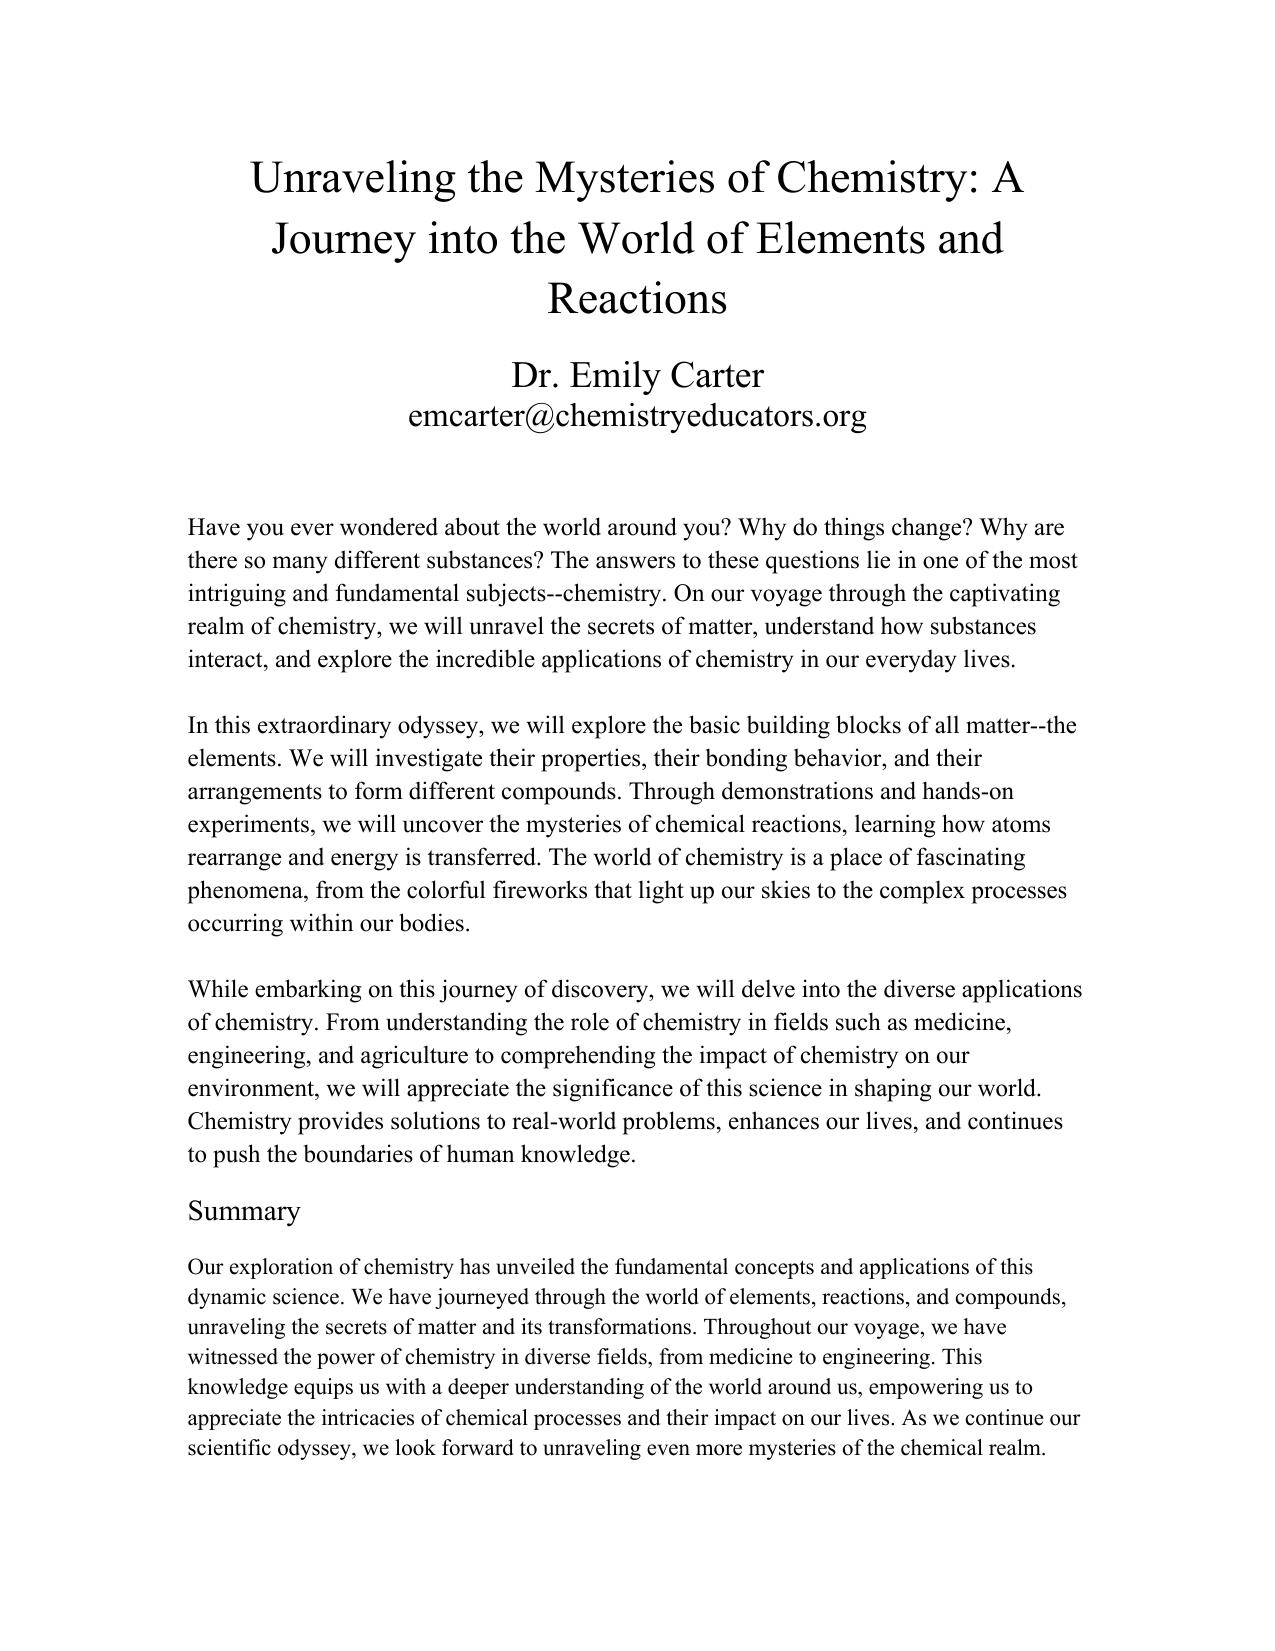 Unraveling the Mysteries of Chemistry: A
Journey into the World of Elements and
Reactions
Dr. Emily Carter
emcarter@chemistryeducators.org
Have you ever wondered about the world around you? Why do things change? Why are
there so many different substances? The answers to these questions lie in one of the most
intriguing and fundamental subjects--chemistry. On our voyage through the captivating
realm of chemistry, we will unravel the secrets of matter, understand how substances
interact, and explore the incredible applications of chemistry in our everyday lives.
In this extraordinary odyssey, we will explore the basic building blocks of all matter--the
elements. We will investigate their properties, their bonding behavior, and their
arrangements to form different compounds. Through demonstrations and hands-on
experiments, we will uncover the mysteries of chemical reactions, learning how atoms
rearrange and energy is transferred. The world of chemistry is a place of fascinating
phenomena, from the colorful fireworks that light up our skies to the complex processes
occurring within our bodies.
While embarking on this journey of discovery, we will delve into the diverse applications
of chemistry. From understanding the role of chemistry in fields such as medicine,
engineering, and agriculture to comprehending the impact of chemistry on our
environment, we will appreciate the significance of this science in shaping our world.
Chemistry provides solutions to real-world problems, enhances our lives, and continues
to push the boundaries of human knowledge.
Summary
Our exploration of chemistry has unveiled the fundamental concepts and applications of this
dynamic science. We have journeyed through the world of elements, reactions, and compounds,
unraveling the secrets of matter and its transformations. Throughout our voyage, we have
witnessed the power of chemistry in diverse fields, from medicine to engineering. This
knowledge equips us with a deeper understanding of the world around us, empowering us to
appreciate the intricacies of chemical processes and their impact on our lives. As we continue our
scientific odyssey, we look forward to unraveling even more mysteries of the chemical realm.